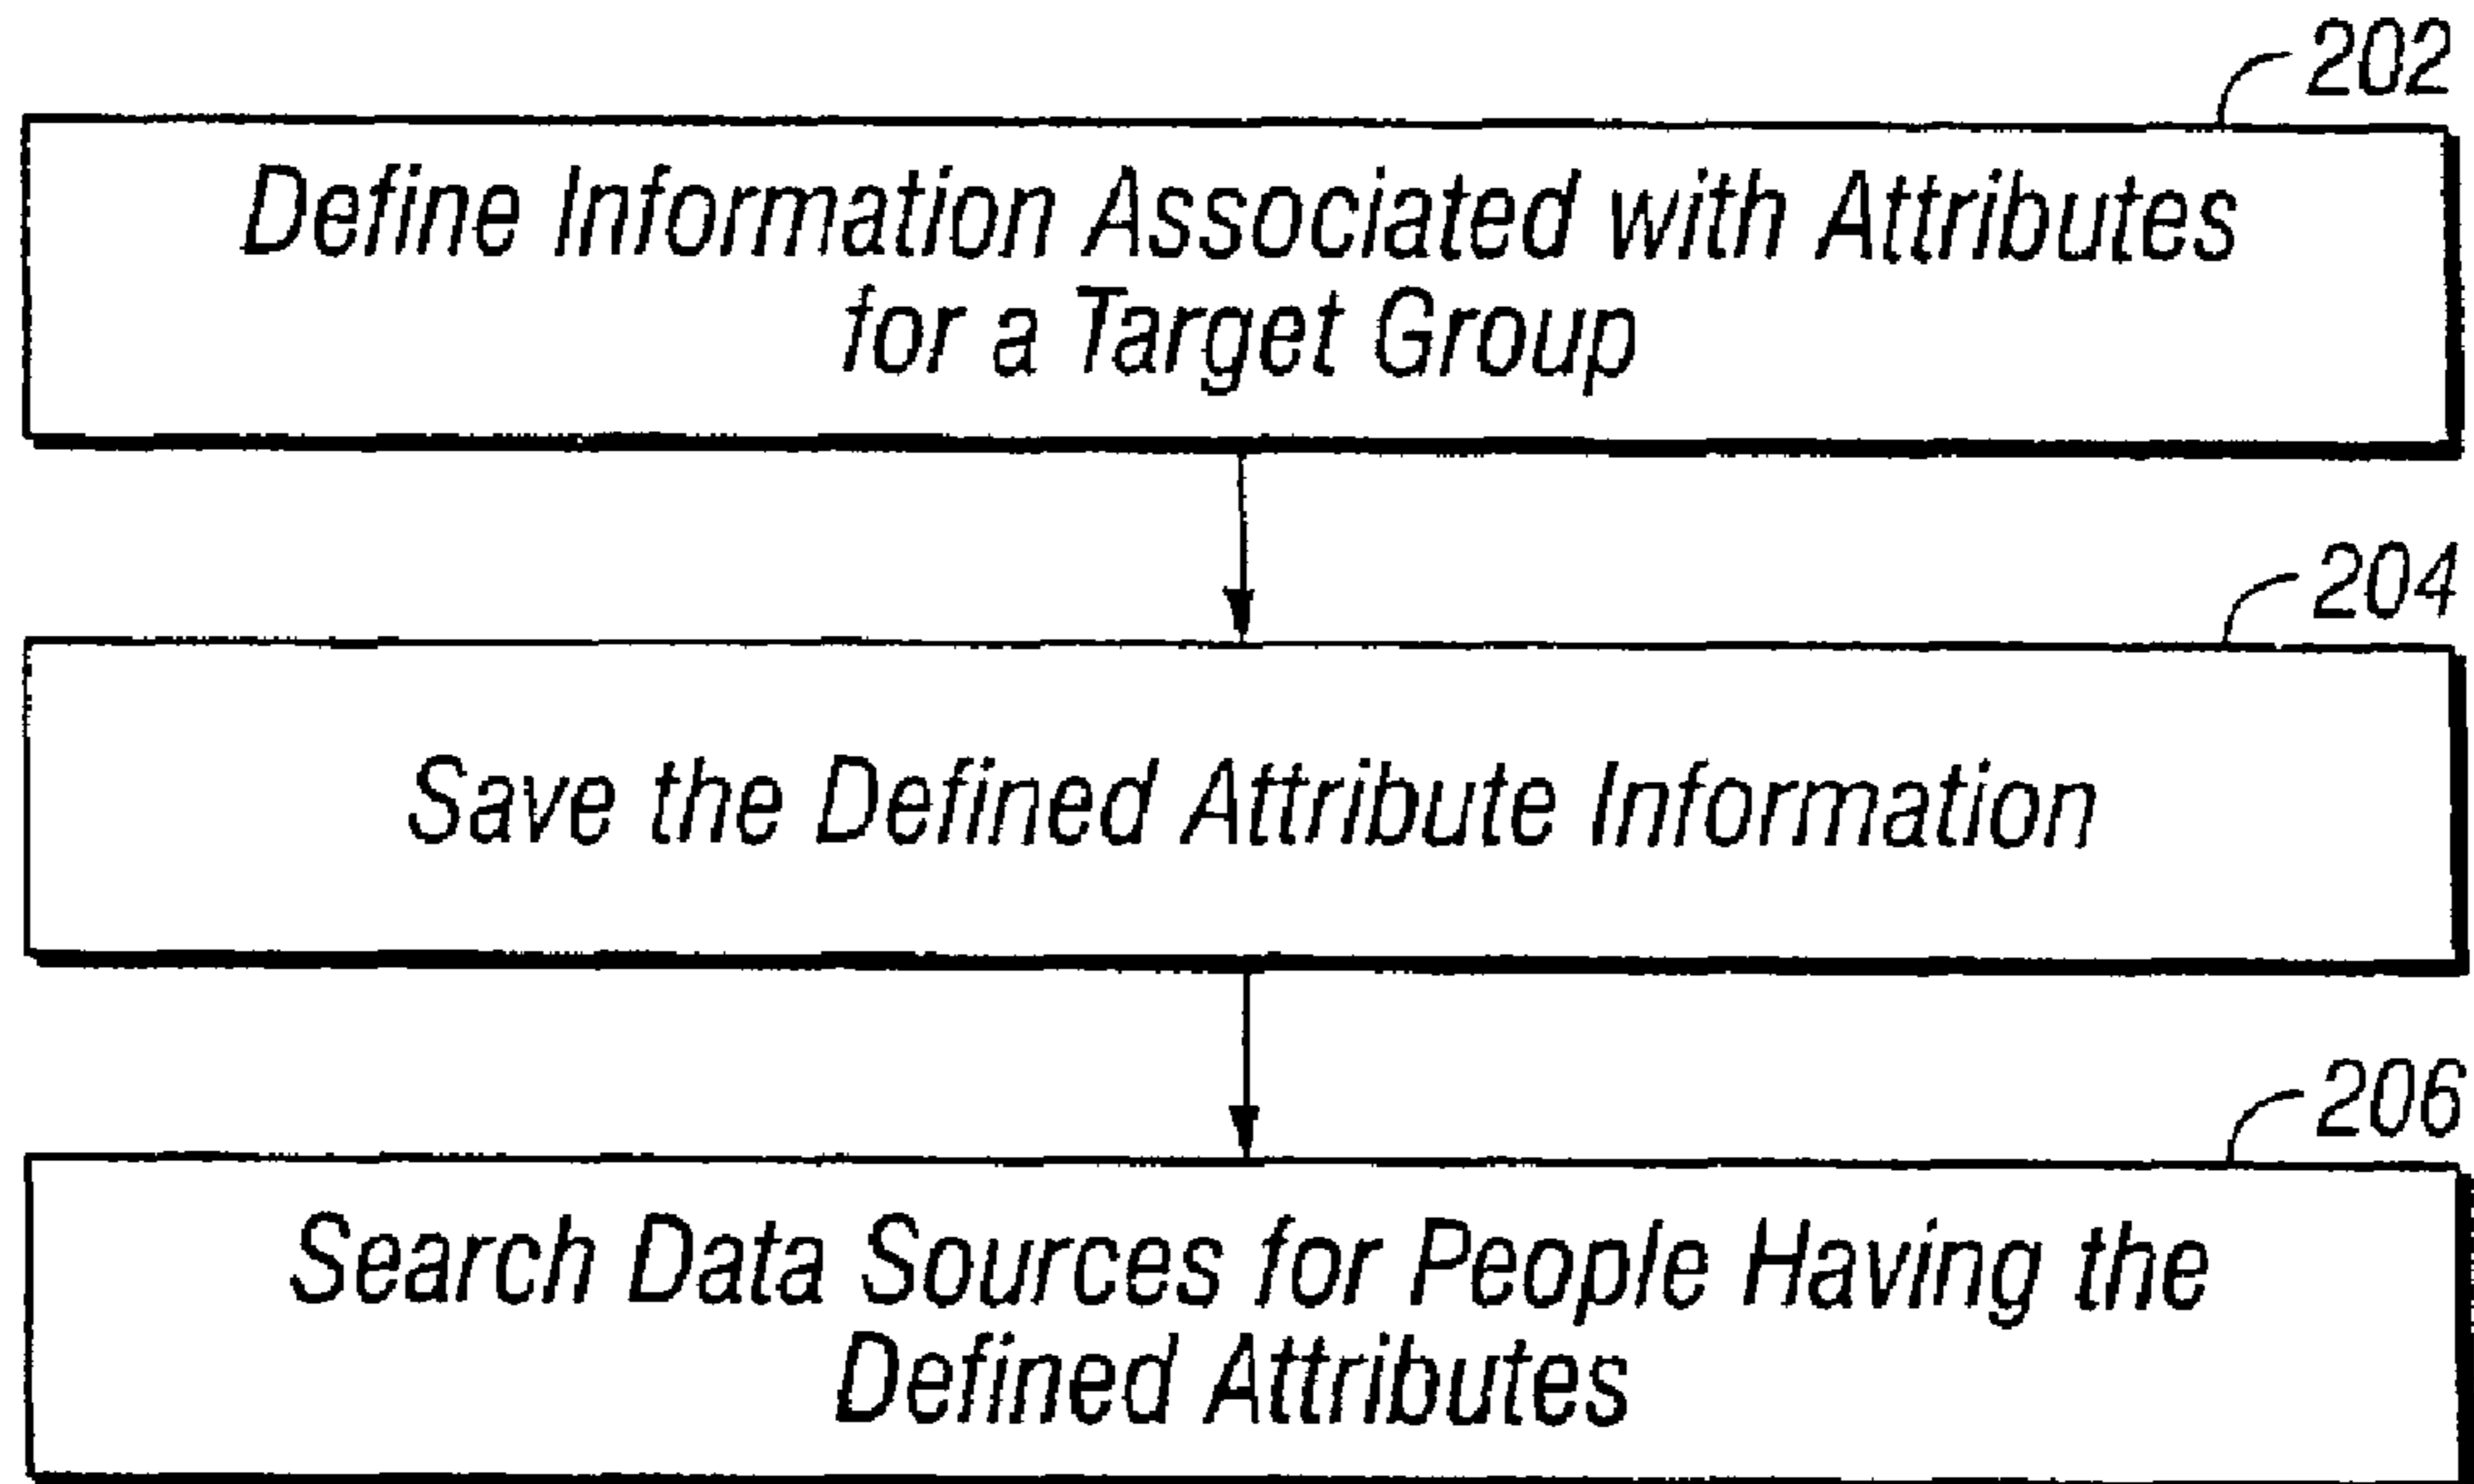 202
Define Information Associated with Attributes
for a Target Group
204
Save the Defined Attribute Information
206
Search Data Sources for People Having the
Defined Attributes